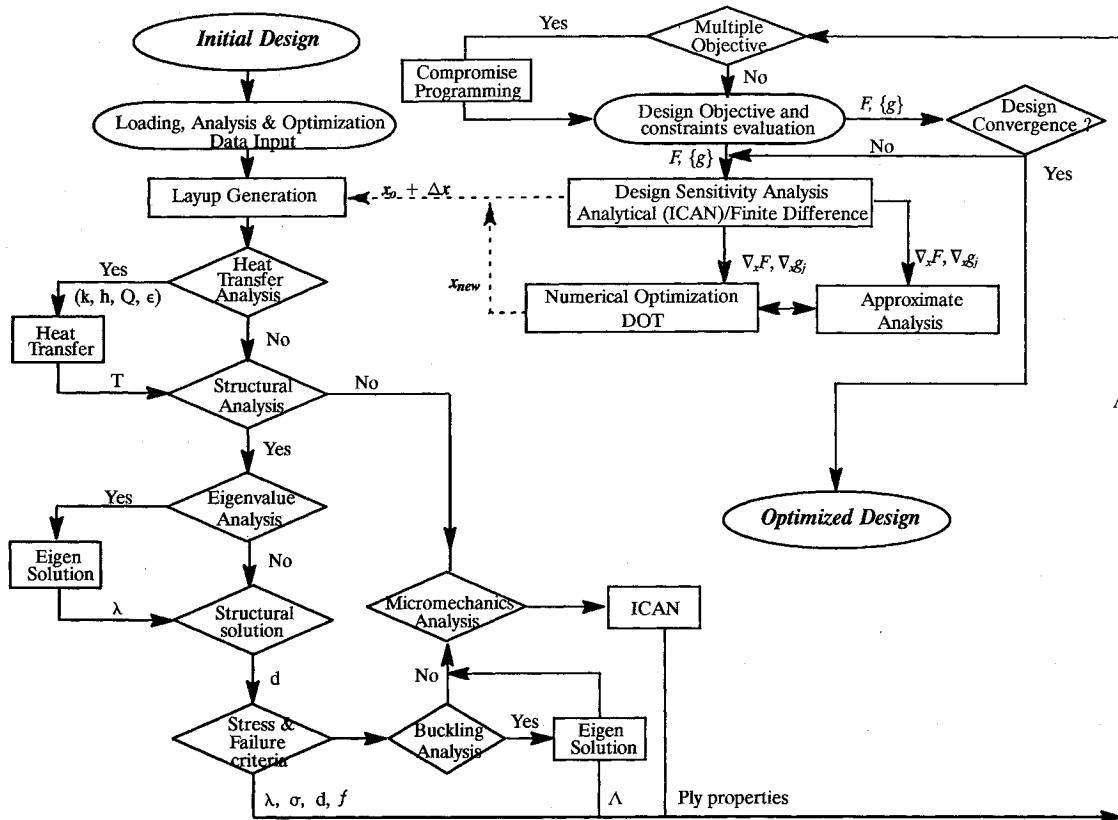 Initial Design
Loading, Analysis & Optimization
Data Input
Layup Generation
Heat
Transfer
Analysis
Yes
(k, h, Q, ϵ)
Heat
Transfer
No
T
Structural
Analysis
No
Yes
Eigenvalue
Analysis
Yes
Eigen
Solution
No
λ
Structural
solution
d
Stress &
Failure
criteria
λ, σ, d, f
Buckling
Analysis
Yes
No
Eigen
Solution
Λ
Micromechanics
Analysis
ICAN
Ply properties
Multiple
Objective
Yes
Compromise
Programming
No
Design Objective and
constraints evaluation
F, {g}
Design
Convergence ?
No
Yes
F, {g}
Design Sensitivity Analysis
Analytical (ICAN)/Finite Difference
x₀ + Δx
∇ₓF, ∇ₓgⱼ
∇ₓF, ∇ₓgⱼ
xnew
Numerical Optimization
DOT
Approximate
Analysis
Optimized Design